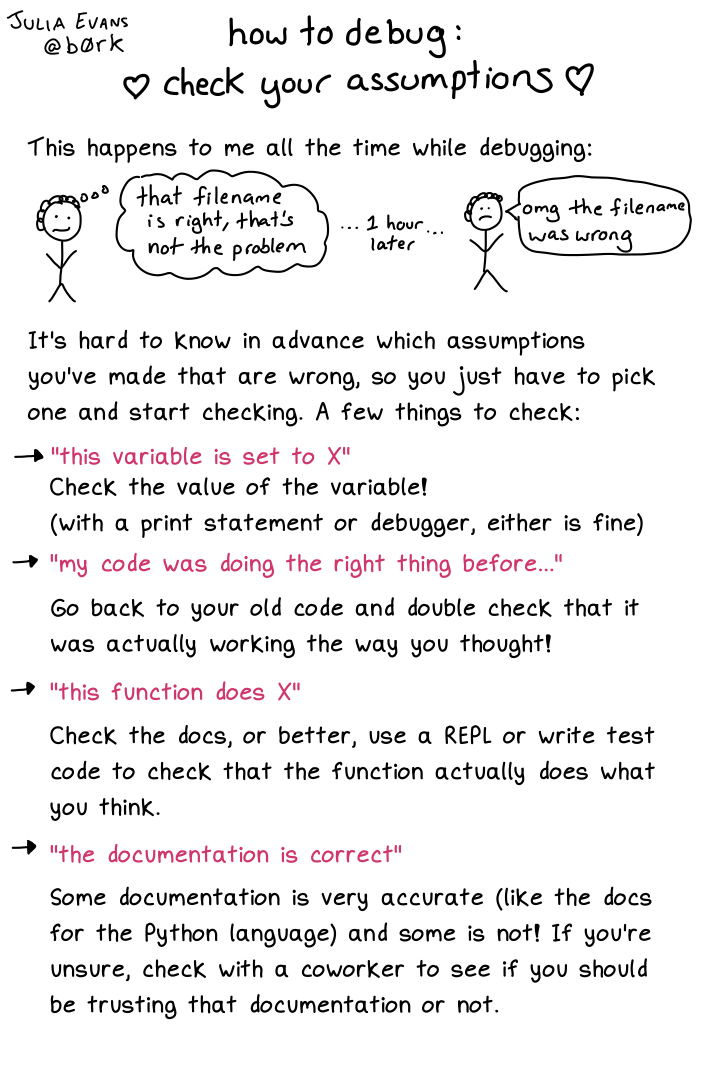 JULIA EVANS
@børk
how to debug:
♡ check your assumptions ♡
This happens to me all the time while debugging:
that filename
is right, that's
not the problem
... 1 hour...
later
omg the filename
was wrong
It's hard to know in advance which assumptions
you've made that are wrong, so you just have to pick
one and start checking. A few things to check:
→ "this variable is set to X"
Check the value of the variable!
(with a print statement or debugger, either is fine)
→ "my code was doing the right thing before..."
Go back to your old code and double check that it
was actually working the way you thought!
→ "this function does X"
Check the docs, or better, use a REPL or write test
code to check that the function actually does what
you think.
→ "the documentation is correct"
Some documentation is very accurate (like the docs
for the Python language) and some is not! If you're
unsure, check with a coworker to see if you should
be trusting that documentation or not.